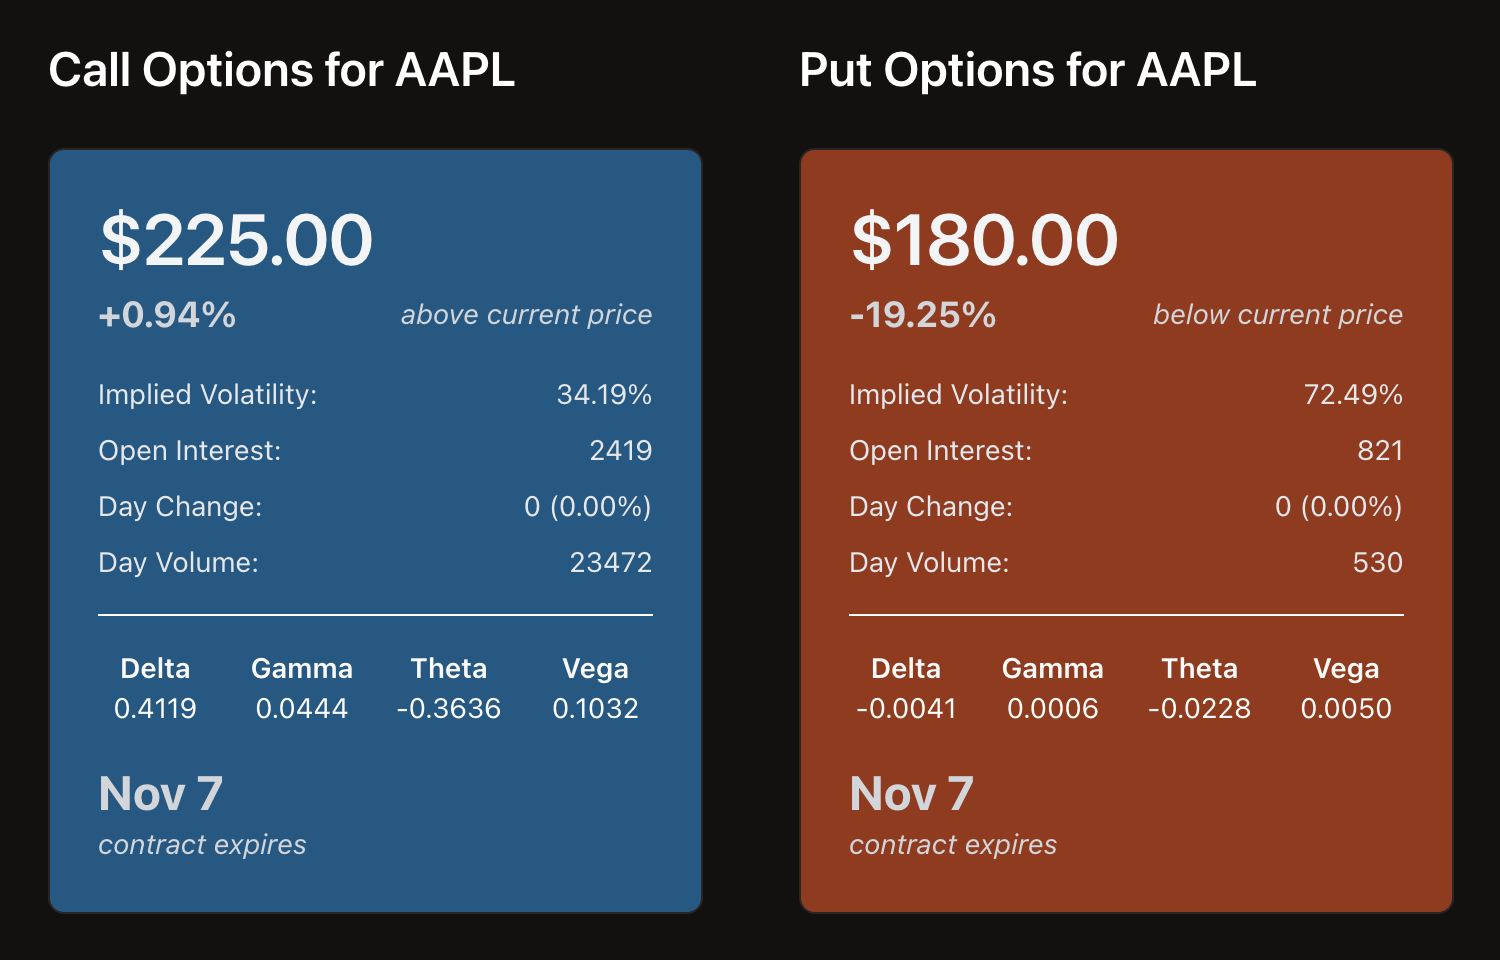 Call Options for AAPL
$225.00
+0.94% above current price
Implied Volatility: 34.19%
Open Interest: 2419
Day Change: 0 (0.00%)
Day Volume: 23472
Delta Gamma Theta Vega
0.4119 0.0444 -0.3636 0.1032
Nov 7
contract expires
Put Options for AAPL
$180.00
-19.25% below current price
Implied Volatility: 72.49%
Open Interest: 821
Day Change: 0 (0.00%)
Day Volume: 530
Delta Gamma Theta Vega
-0.0041 0.0006 -0.0228 0.0050
Nov 7
contract expires